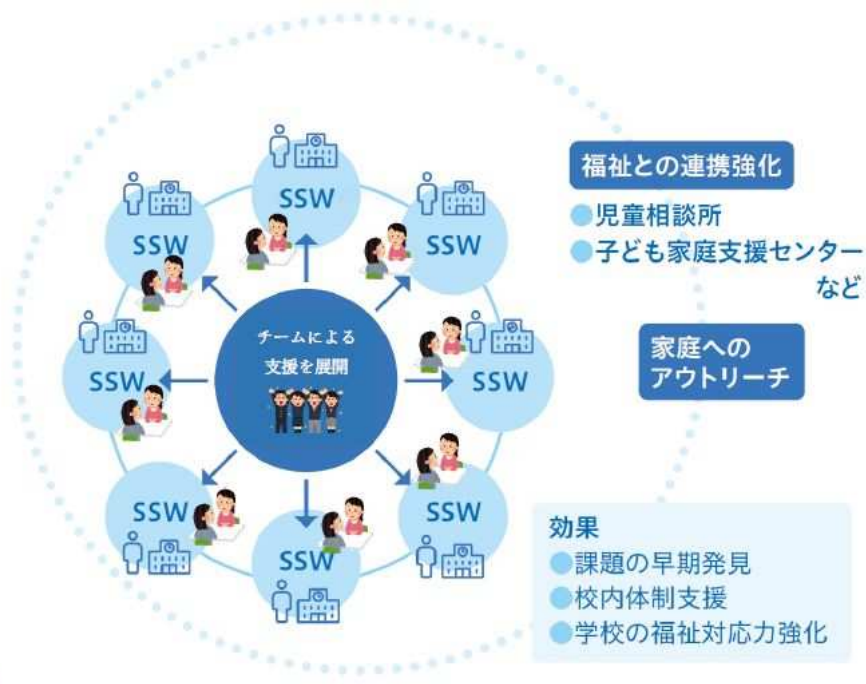 SSW
SSW
SSW
チームによる
支援を展開
SSW
SSW
SSW
SSW
SSW
福祉との連携強化
●児童相談所
●子ども家庭支援センター
など
家庭への
アウトリーチ
効果
●課題の早期発見
●校内体制支援
●学校の福祉対応力強化